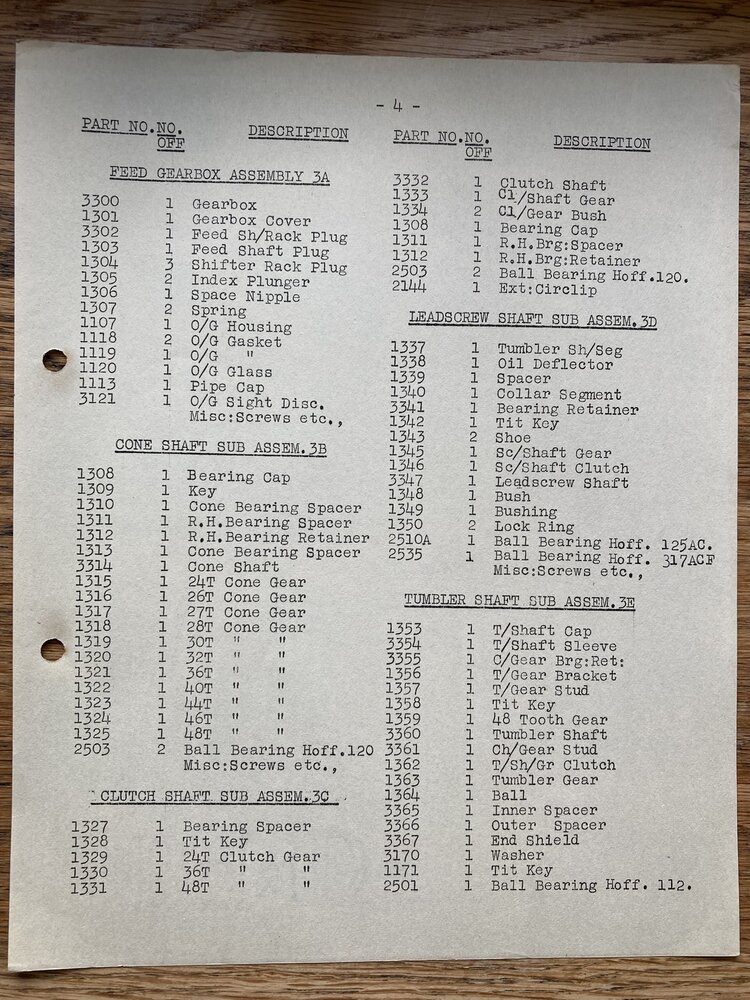 - 4 -
PART NO. NO. OFF DESCRIPTION
FEED GEARBOX ASSEMBLY 3A
3300 1 Gearbox
1301 1 Gearbox Cover
3302 1 Feed Sh/Rack Plug
1303 1 Feed Shaft Plug
1304 3 Shifter Rack Plug
1305 2 Index Plunger
1306 1 Space Nipple
1307 2 Spring
1107 1 O/G Housing
1118 2 O/G Gasket
1119 1 O/G "
1120 1 O/G Glass
1113 1 Pipe Cap
3121 1 O/G Sight Disc.
Misc:Screws etc.,
CONE SHAFT SUB ASSEM.3B
1308 1 Bearing Cap
1309 1 Key
1310 1 Cone Bearing Spacer
1311 1 R.H.Bearing Spacer
1312 1 R.H.Bearing Retainer
1313 1 Cone Bearing Spacer
3314 1 Cone Shaft
1315 1 24T Cone Gear
1316 1 26T Cone Gear
1317 1 27T Cone Gear
1318 1 28T Cone Gear
1319 1 30T " "
1320 1 32T " "
1321 1 36T " "
1322 1 40T " "
1323 1 44T " "
1324 1 46T " "
1325 1 48T " "
2503 2 Ball Bearing Hoff.120
Misc:Screws etc.,
CLUTCH SHAFT SUB ASSEM.3C
1327 1 Bearing Spacer
1328 1 Tit Key
1329 1 24T Clutch Gear
1330 1 36T " "
1331 1 48T " "
PART NO. NO. OFF DESCRIPTION
3332 1 Clutch Shaft
1333 1 Cl/Shaft Gear
1334 2 Cl/Gear Bush
1308 1 Bearing Cap
1311 1 R.H.Brg:Spacer
1312 1 R.H.Brg:Retainer
2503 2 Ball Bearing Hoff.120.
2144 1 Ext:Circlip
LEADSCREW SHAFT SUB ASSEM.3D
1337 1 Tumbler Sh/Seg
1338 1 Oil Deflector
1339 1 Spacer
1340 1 Collar Segment
3341 1 Bearing Retainer
1342 1 Tit Key
1343 2 Shoe
1345 1 Sc/Shaft Gear
1346 1 Sc/Shaft Clutch
3347 1 Leadscrew Shaft
1348 1 Bush
1349 1 Bushing
1350 2 Lock Ring
2510A 1 Ball Bearing Hoff. 125AC.
2535 1 Ball Bearing Hoff. 317ACF
Misc:Screws etc.,
TUMBLER SHAFT SUB ASSEM.3E
1353 1 T/Shaft Cap
3354 1 T/Shaft Sleeve
3355 1 C/Gear Brg:Ret:
1356 1 T/Gear Bracket
1357 1 T/Gear Stud
1358 1 Tit Key
1359 1 48 Tooth Gear
3360 1 Tumbler Shaft
3361 1 Ch/Gear Stud
1362 1 T/Sh/Gr Clutch
1363 1 Tumbler Gear
1364 1 Ball
3365 1 Inner Spacer
3366 1 Outer Spacer
3367 1 End Shield
3170 1 Washer
1171 1 Tit Key
2501 1 Ball Bearing Hoff. 112.